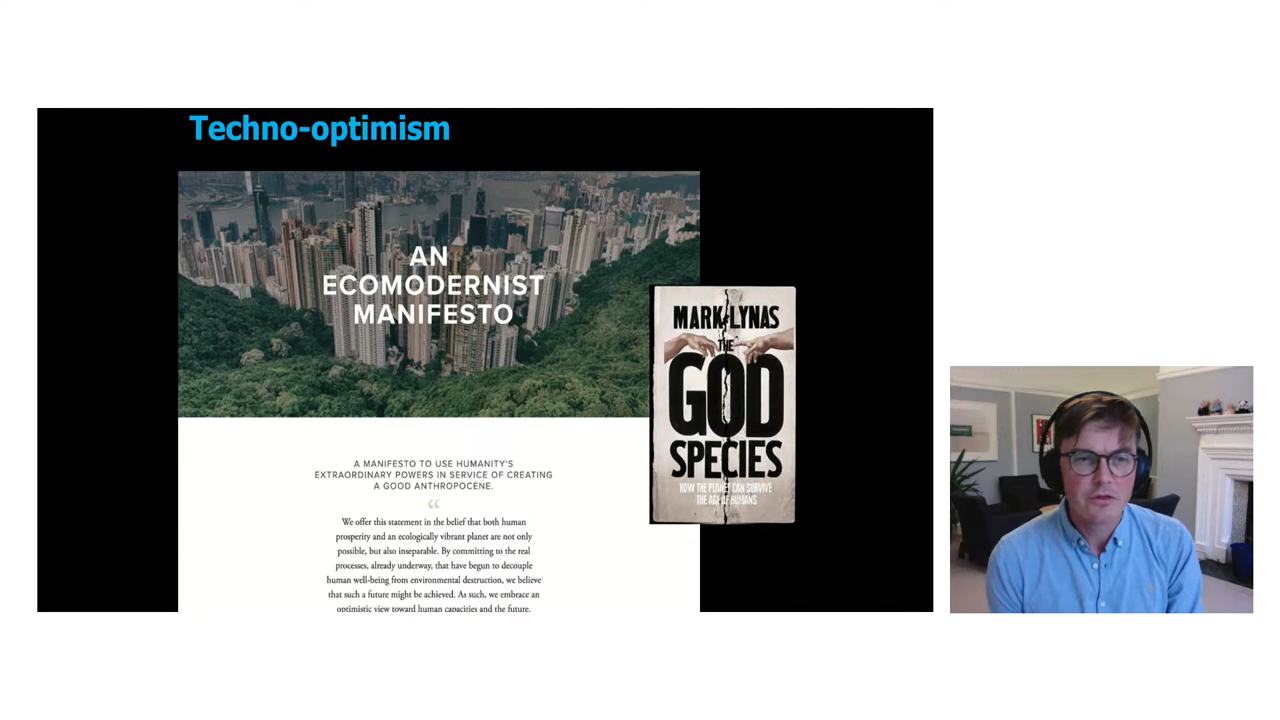 Techno-optimism
AN
ECOMODERNIST
MANIFESTO
A MANIFESTO TO USE HUMANITY'S
EXTRAORDINARY POWERS IN SERVICE OF CREATING
A GOOD ANTHROPOCENE.
“
We offer this statement in the belief that both human
prosperity and an ecologically vibrant planet are not only
possible, but also inseparable. By committing to the real
processes, already underway, that have begun to decouple
human well-being from environmental destruction, we believe
that such a future might be achieved. As such, we embrace an
optimistic view toward human capacities and the future.
MARK LYNAS
THE
GOD
SPECIES
HOW THE PLANET CAN SURVIVE
THE AGE OF HUMANS